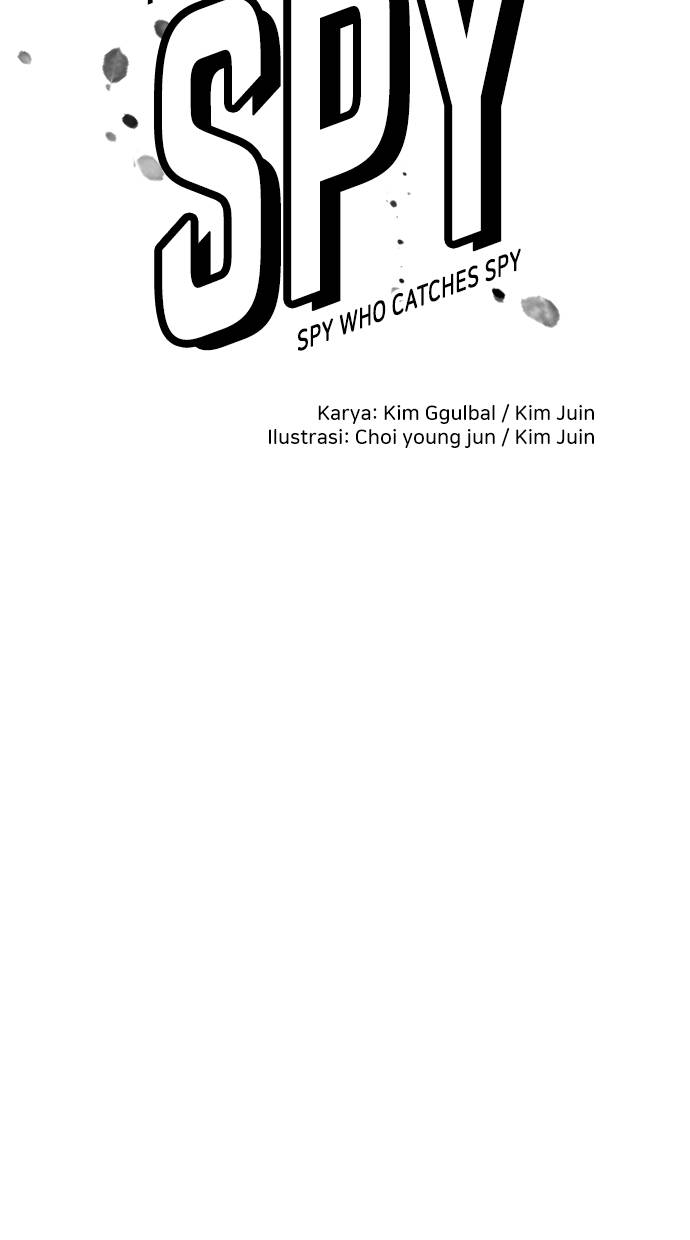 SPY
SPY WHO CATCHES SPY
Karya: Kim Ggulbal / Kim Juin
Ilustrasi: Choi young jun / Kim Juin